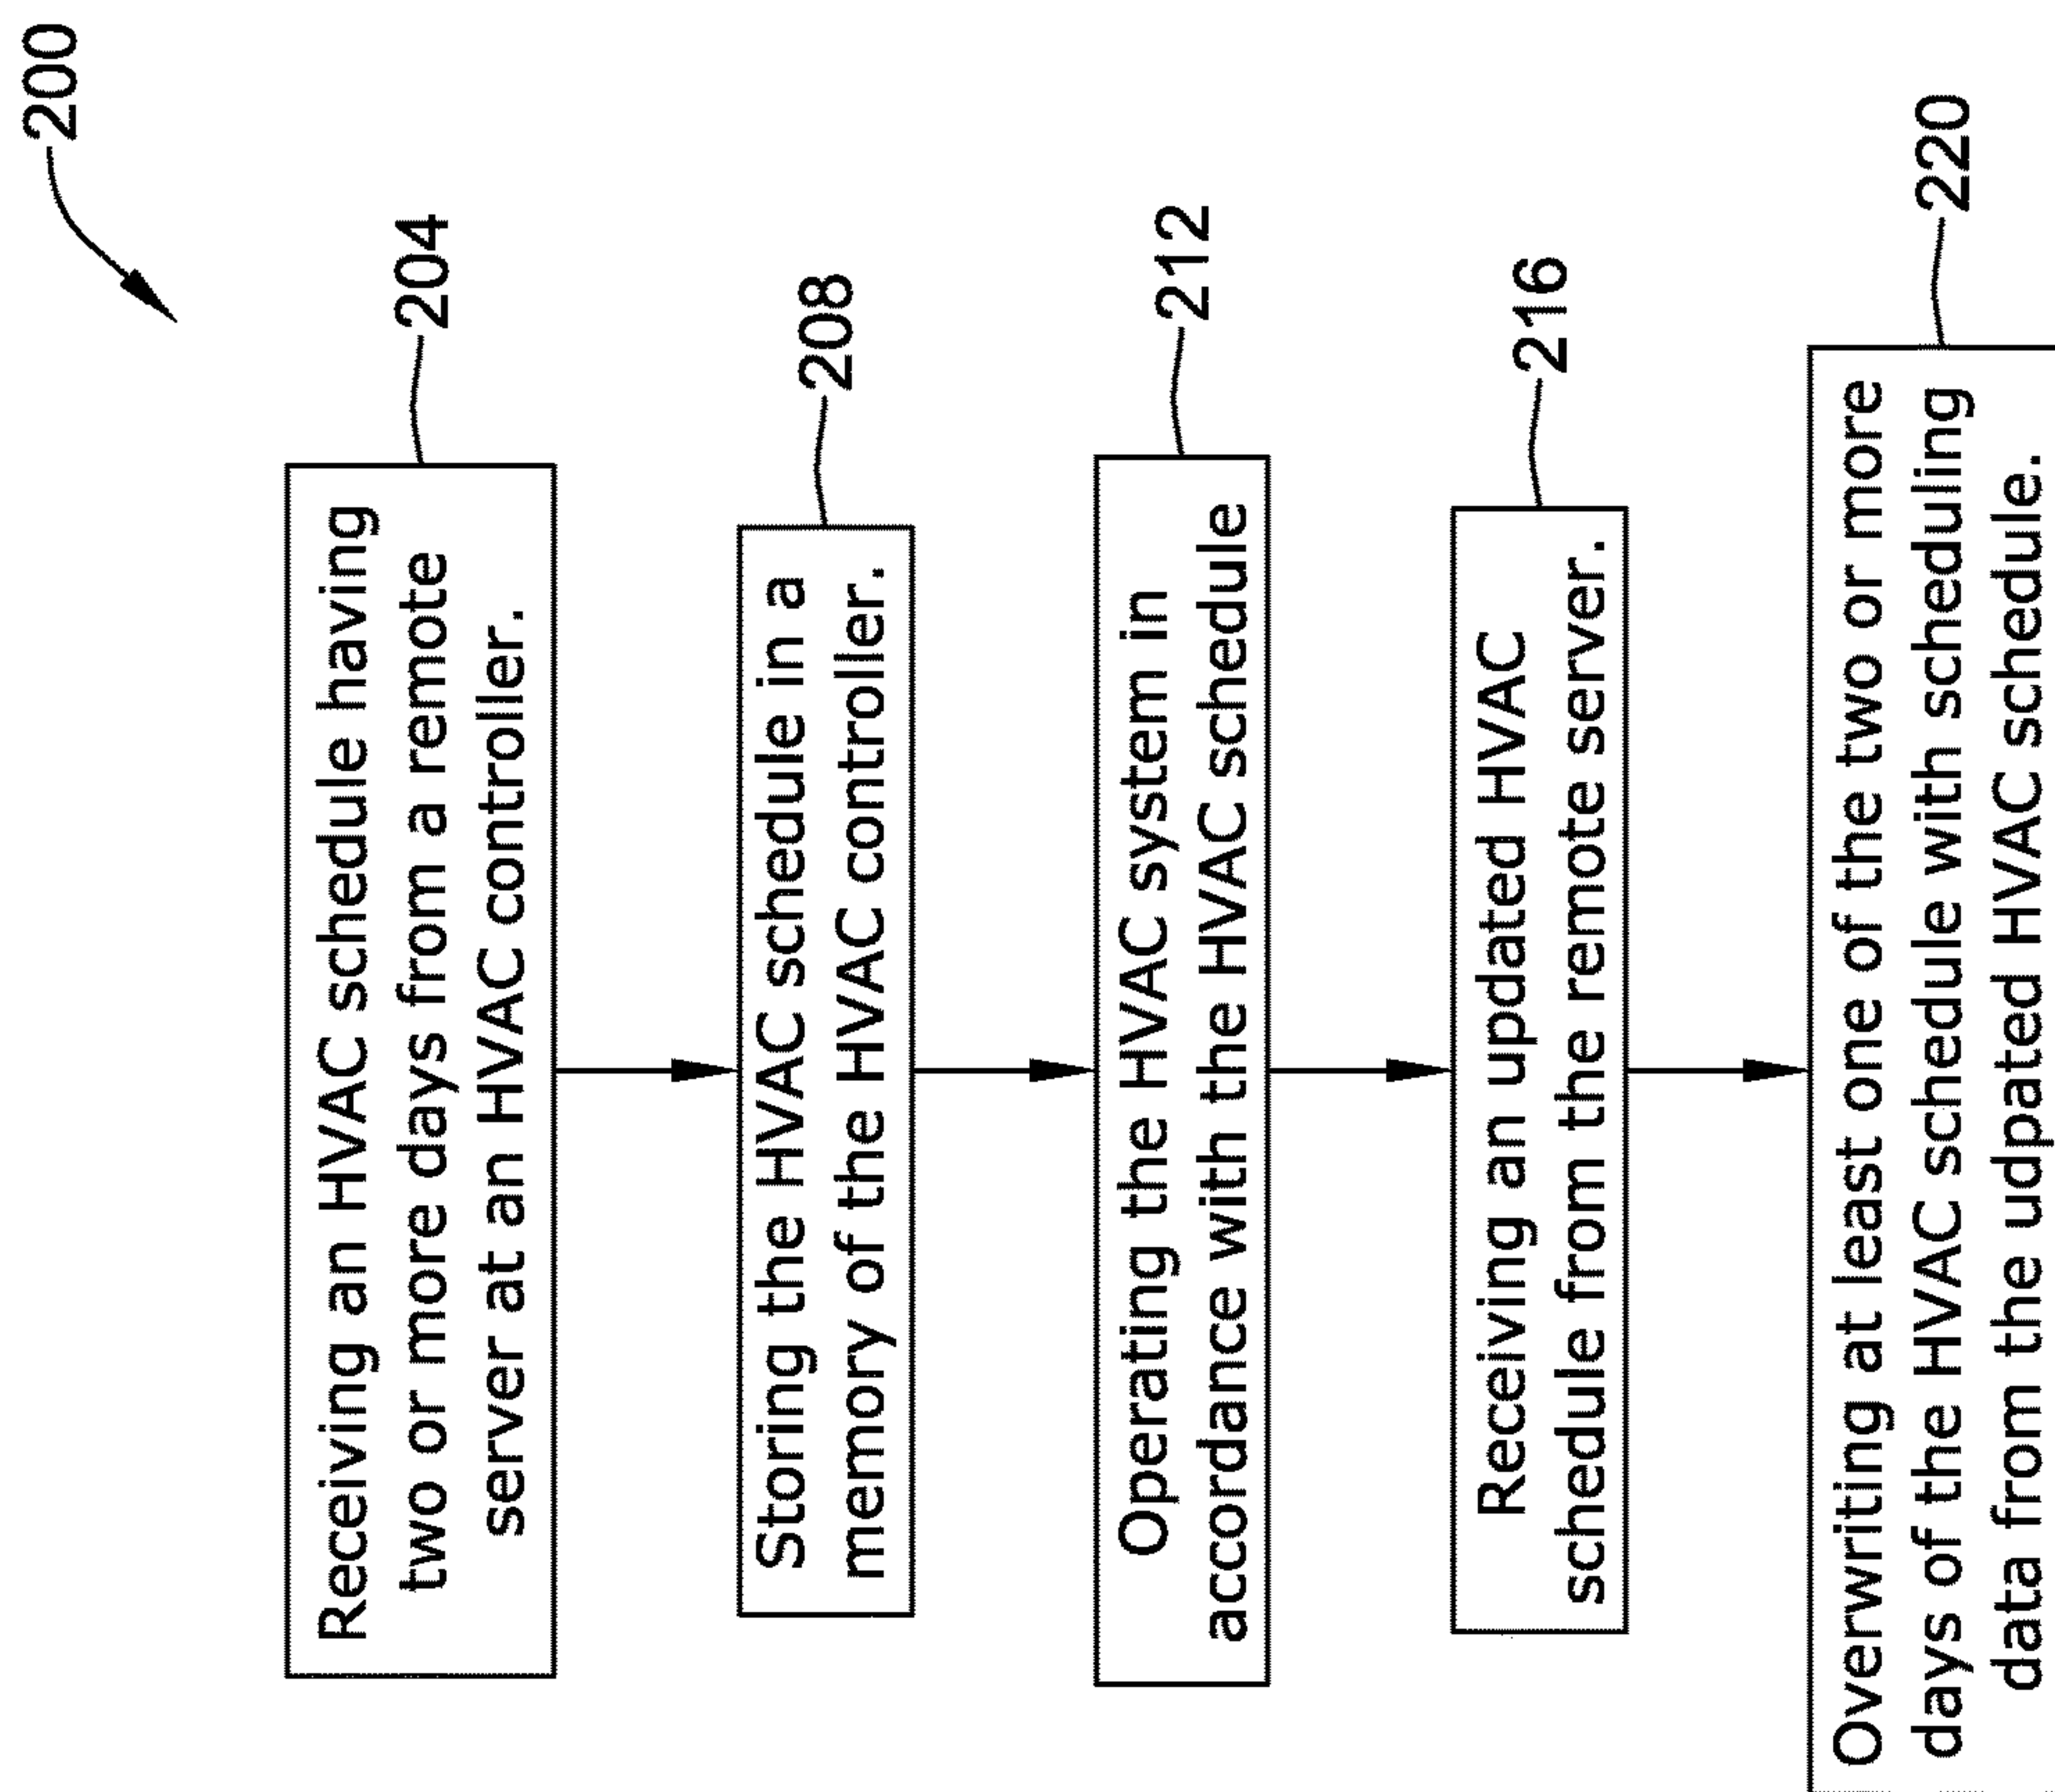 200
Receiving an HVAC schedule having
two or more days from a remote
server at an HVAC controller.
204
Storing the HVAC schedule in a
memory of the HVAC controller.
208
Operating the HVAC system in
accordance with the HVAC schedule
212
Receiving an updated HVAC
schedule from the remote server.
216
Overwriting at least one of the two or more
days of the HVAC schedule with scheduling
data from the udpated HVAC schedule.
220